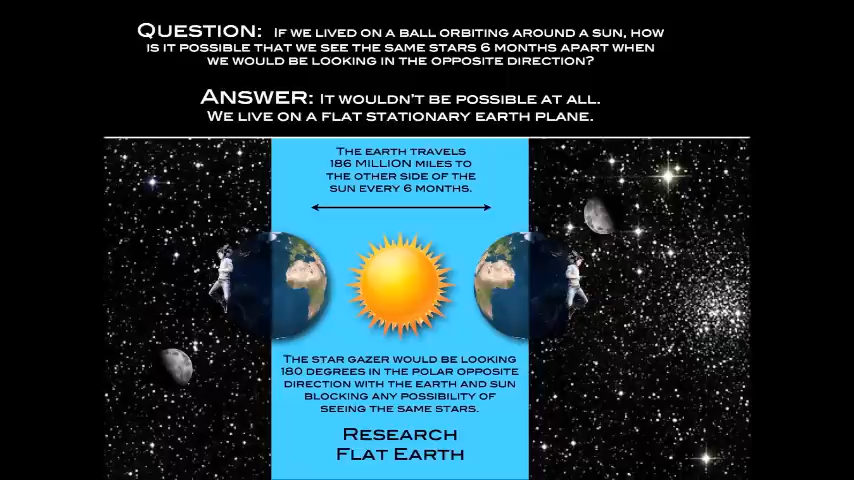 QUESTION: IF WE LIVED ON A BALL ORBITING AROUND A SUN, HOW
IS IT POSSIBLE THAT WE SEE THE SAME STARS 6 MONTHS APART WHEN
WE WOULD BE LOOKING IN THE OPPOSITE DIRECTION?
ANSWER: IT WOULDN'T BE POSSIBLE AT ALL.
WE LIVE ON A FLAT STATIONARY EARTH PLANE.
THE EARTH TRAVELS
186 MILLION MILES TO
THE OTHER SIDE OF THE
SUN EVERY 6 MONTHS.
THE STAR GAZER WOULD BE LOOKING
180 DEGREES IN THE POLAR OPPOSITE
DIRECTION WITH THE EARTH AND SUN
BLOCKING ANY POSSIBILITY OF
SEEING THE SAME STARS.
RESEARCH
FLAT EARTH